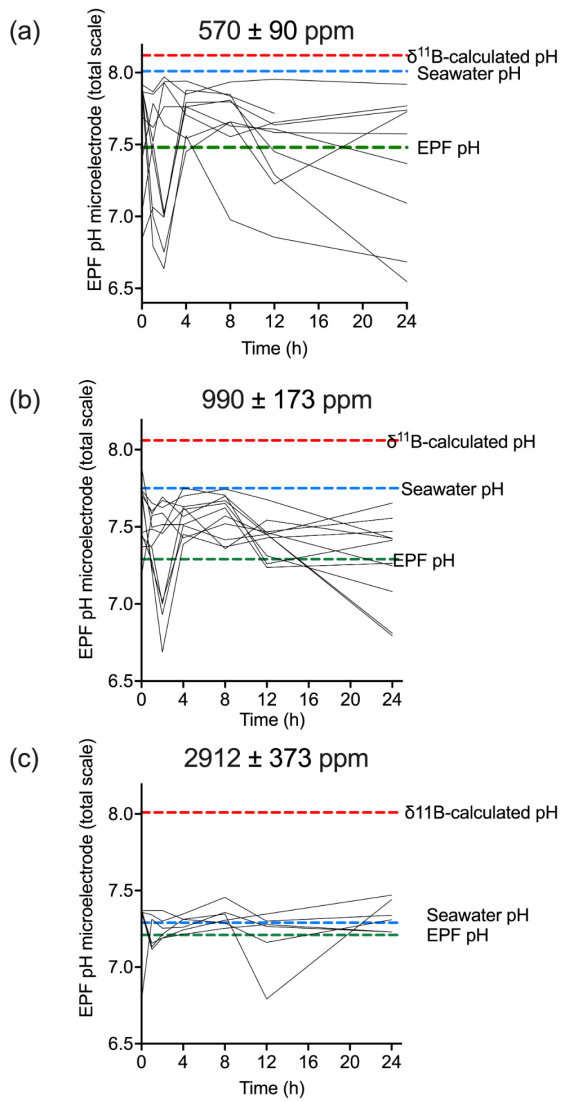 (a)
570 ± 90 ppm
EPF pH microelectrode (total scale)
8.0
7.5
7.0
6.5
δ¹¹B-calculated pH
Seawater pH
EPF pH
0 4 8 12 16 20 24
Time (h)
(b)
990 ± 173 ppm
EPF pH microelectrode (total scale)
8.0
7.5
7.0
6.5
δ¹¹B-calculated pH
Seawater pH
EPF pH
0 4 8 12 16 20 24
Time (h)
(c)
2912 ± 373 ppm
EPF pH microelectrode (total scale)
8.0
7.5
7.0
6.5
δ11B-calculated pH
Seawater pH
EPF pH
0 4 8 12 16 20 24
Time (h)